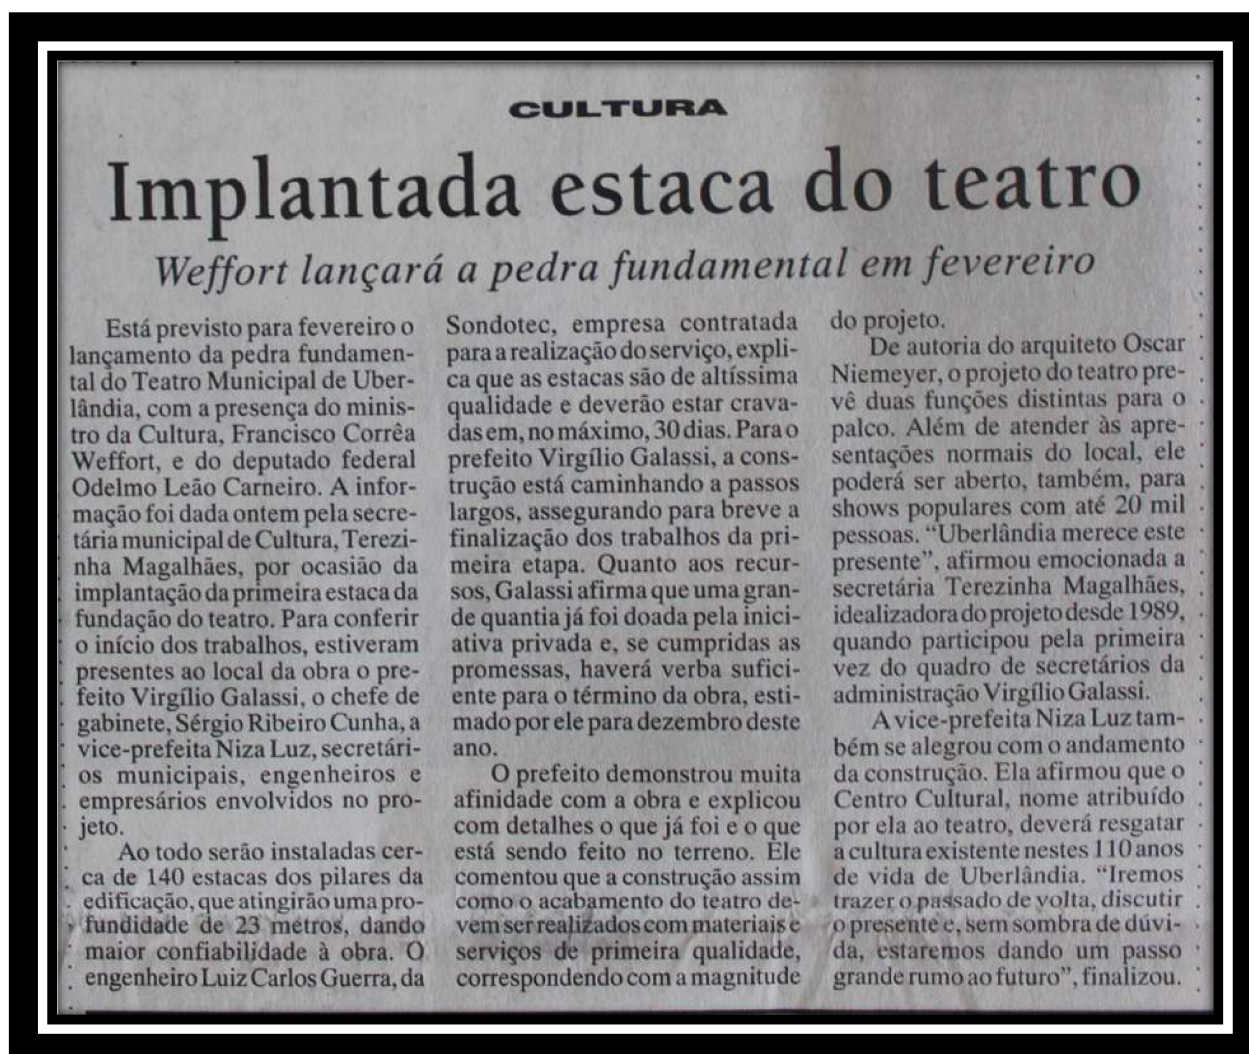 CULTURA
Implantada estaca do teatro
Weffort lançará a pedra fundamental em fevereiro
Está previsto para fevereiro o
lançamento da pedra fundamen-
tal do Teatro Municipal de Uber-
lândia, com a presença do minis-
tro da Cultura, Francisco Corrêa
Weffort, e do deputado federal
Odelmo Leão Carneiro. A infor-
mação foi dada ontem pela secre-
tária municipal de Cultura, Terezi-
nha Magalhães, por ocasião da
implantação da primeira estaca da
fundação do teatro. Para conferir
o início dos trabalhos, estiveram
presentes ao local da obra o pre-
feito Virgílio Galassi, o chefe de
gabinete, Sérgio Ribeiro Cunha, a
vice-prefeita Niza Luz, secretári-
os municipais, engenheiros e
empresários envolvidos no pro-
jeto.
Ao todo serão instaladas cer-
ca de 140 estacas dos pilares da
edificação, que atingirão uma pro-
fundidade de 23 metros, dando
maior confiabilidade à obra. O
engenheiro Luiz Carlos Guerra, da
Sondotec, empresa contratada
para a realização do serviço, expli-
ca que as estacas são de altíssima
qualidade e deverão estar crava-
das em, no máximo, 30 dias. Para o
prefeito Virgílio Galassi, a cons-
trução está caminhando a passos
largos, assegurando para breve a
finalização dos trabalhos da pri-
meira etapa. Quanto aos recur-
sos, Galassi afirma que uma gran-
de quantia já foi doada pela inici-
ativa privada e, se cumpridas as
promessas, haverá verba sufici-
ente para o término da obra, esti-
mado por ele para dezembro deste
ano.
O prefeito demonstrou muita
afinidade com a obra e explicou
com detalhes o que já foi e o que
está sendo feito no terreno. Ele
comentou que a construção assim
como o acabamento do teatro de-
vem ser realizados com materiais e
serviços de primeira qualidade,
correspondendo com a magnitude
do projeto.
De autoria do arquiteto Oscar
Niemeyer, o projeto do teatro pre-
vê duas funções distintas para o
palco. Além de atender às apre-
sentações normais do local, ele
poderá ser aberto, também, para
shows populares com até 20 mil
pessoas. “Uberlândia merece este
presente”, afirmou emocionada a
secretária Terezinha Magalhães,
idealizadora do projeto desde 1989,
quando participou pela primeira
vez do quadro de secretários da
administração Virgílio Galassi.
A vice-prefeita Niza Luz tam-
bém se alegrou com o andamento
da construção. Ela afirmou que o
Centro Cultural, nome atribuído
por ela ao teatro, deverá resgatar
a cultura existente nestes 110 anos
de vida de Uberlândia. “Iremos
trazer o passado de volta, discutir
o presente e, sem sombra de dúvi-
da, estaremos dando um passo
grande rumo ao futuro”, finalizou.